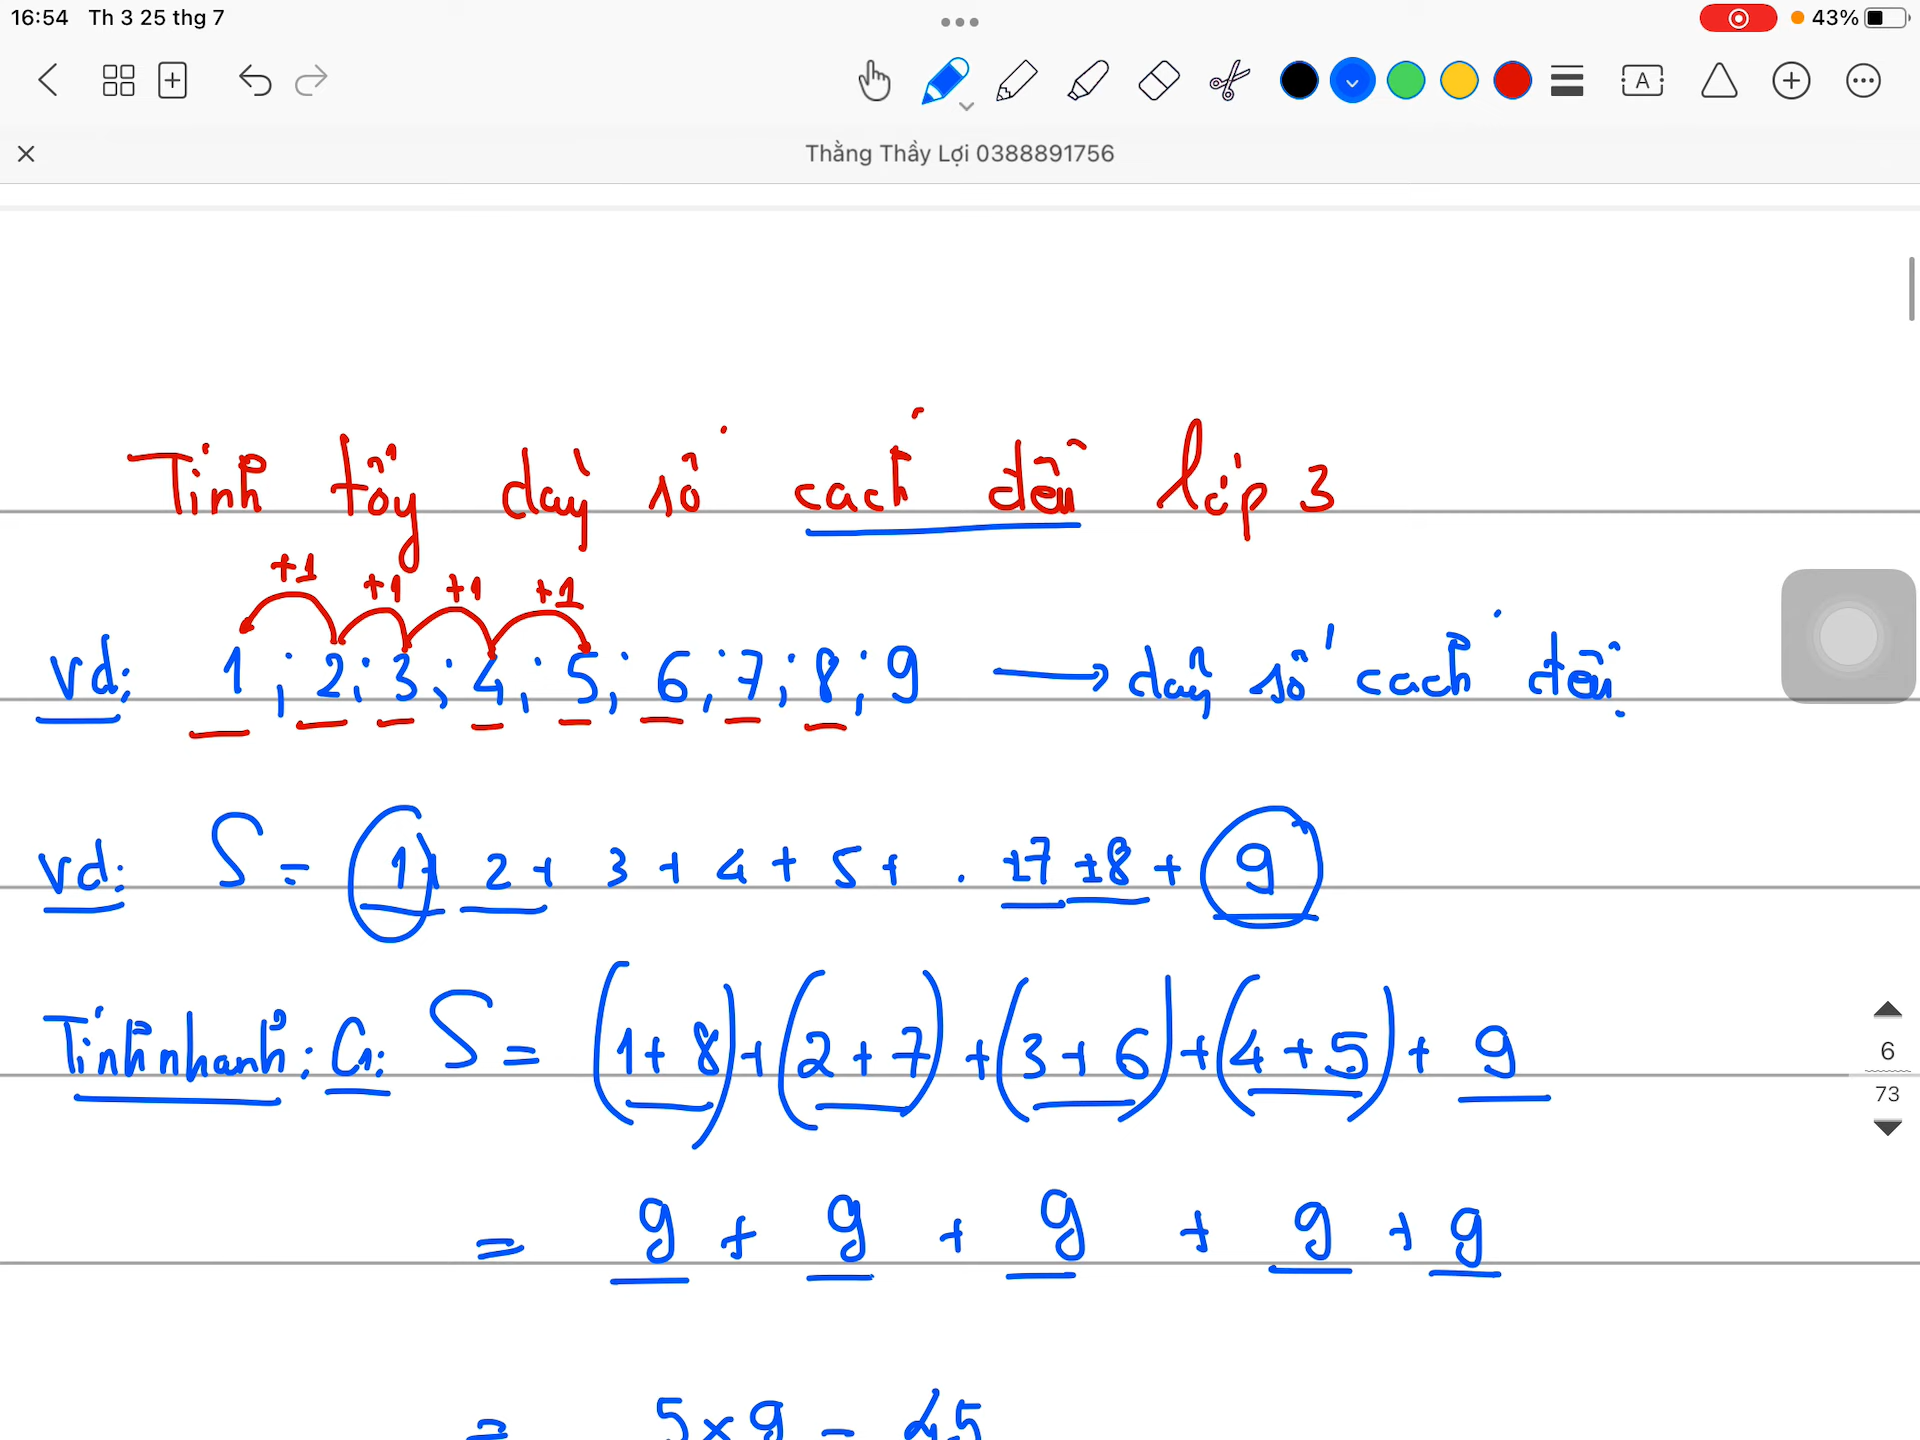 16:54 Th 3 25 thg 7
43%
A
Thằng Thầy Lợi 0388891756
Tính tổng dãy số cách đều lớp 3
+1 +1 +1 +1
vd: 1 ; 2 ; 3 ; 4 ; 5 ; 6 ; 7 ; 8 ; 9 → dãy số cách đều.
vd: S = 1 + 2 + 3 + 4 + 5 + . +7 +8 + 9
Tính nhanh: C1: S = (1 + 8) + (2 + 7) + (3 + 6) + (4 + 5) + 9
6
73
= 9 + 9 + 9 + 9 + 9
= 5 x 9 = 45